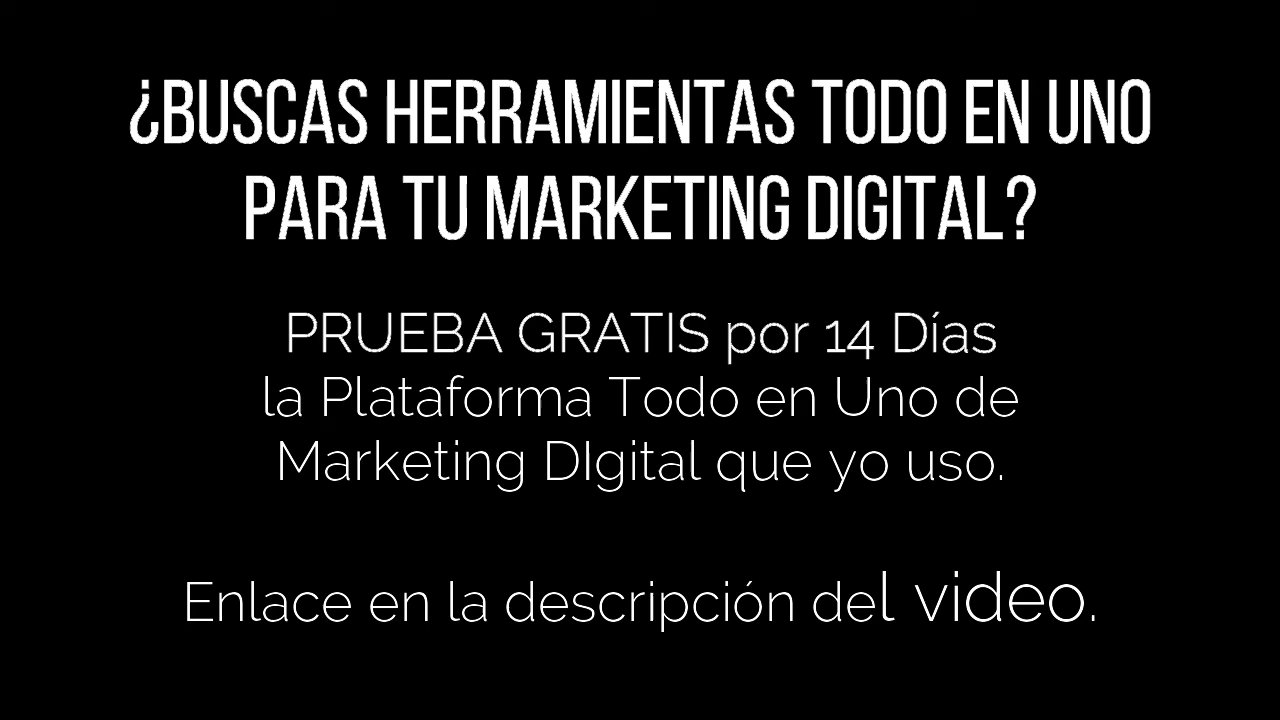 ¿BUSCAS HERRAMIENTAS TODO EN UNO
PARA TU MARKETING DIGITAL?
PRUEBA GRATIS por 14 Días
la Plataforma Todo en Uno de
Marketing DIgital que yo uso.
Enlace en la descripción del video.